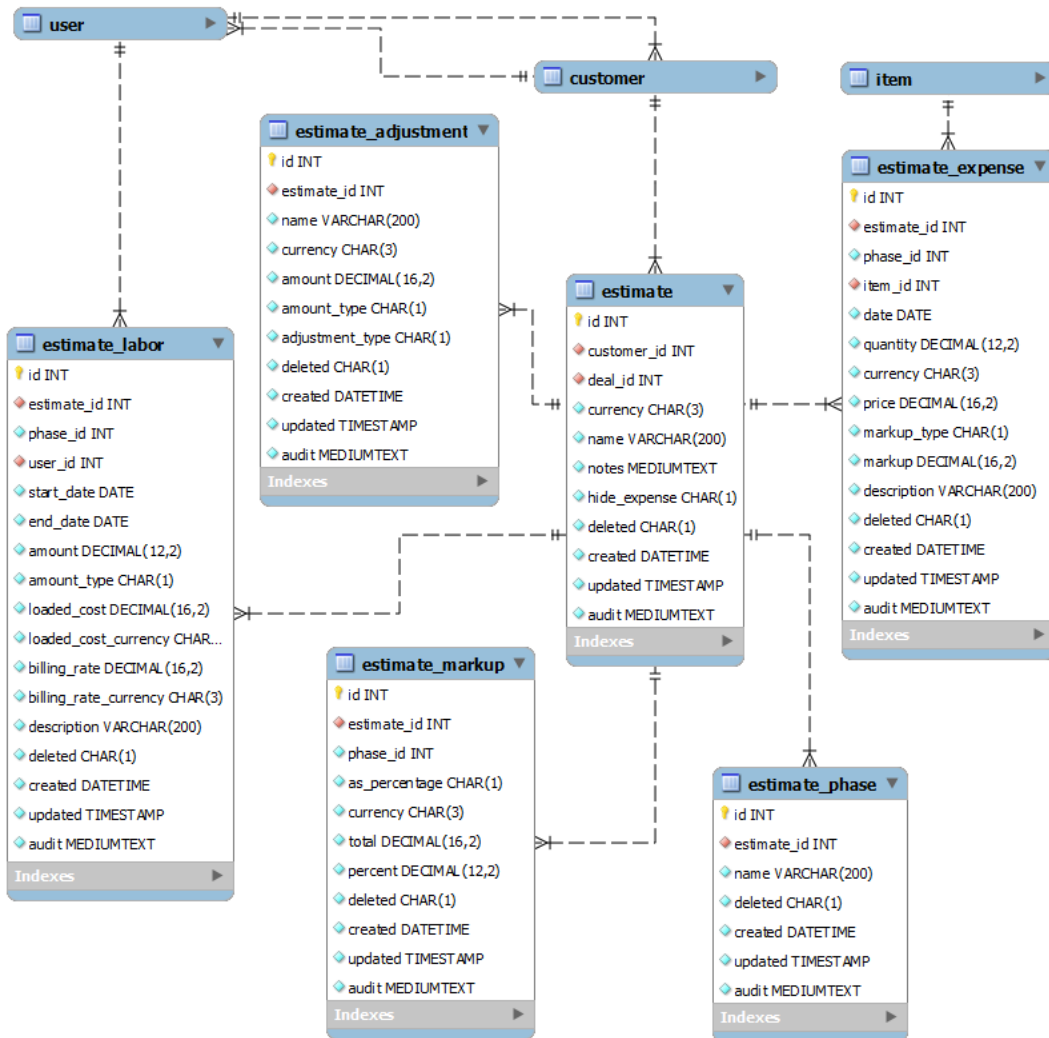 user
customer
item
estimate_adjustment
id INT
estimate_id INT
name VARCHAR(200)
currency CHAR(3)
amount DECIMAL(16,2)
amount_type CHAR(1)
adjustment_type CHAR(1)
deleted CHAR(1)
created DATETIME
updated TIMESTAMP
audit MEDIUMTEXT
Indexes
estimate_expense
id INT
estimate_id INT
phase_id INT
item_id INT
date DATE
quantity DECIMAL(12,2)
currency CHAR(3)
price DECIMAL(16,2)
markup_type CHAR(1)
markup DECIMAL(16,2)
description VARCHAR(200)
deleted CHAR(1)
created DATETIME
updated TIMESTAMP
audit MEDIUMTEXT
Indexes
estimate
id INT
customer_id INT
deal_id INT
currency CHAR(3)
name VARCHAR(200)
notes MEDIUMTEXT
hide_expense CHAR(1)
deleted CHAR(1)
created DATETIME
updated TIMESTAMP
audit MEDIUMTEXT
Indexes
estimate_labor
id INT
estimate_id INT
phase_id INT
user_id INT
start_date DATE
end_date DATE
amount DECIMAL(12,2)
amount_type CHAR(1)
loaded_cost DECIMAL(16,2)
loaded_cost_currency CHAR...
billing_rate DECIMAL(16,2)
billing_rate_currency CHAR(3)
description VARCHAR(200)
deleted CHAR(1)
created DATETIME
updated TIMESTAMP
audit MEDIUMTEXT
Indexes
estimate_markup
id INT
estimate_id INT
phase_id INT
as_percentage CHAR(1)
currency CHAR(3)
total DECIMAL(16,2)
percent DECIMAL(12,2)
deleted CHAR(1)
created DATETIME
updated TIMESTAMP
audit MEDIUMTEXT
Indexes
estimate_phase
id INT
estimate_id INT
name VARCHAR(200)
deleted CHAR(1)
created DATETIME
updated TIMESTAMP
audit MEDIUMTEXT
Indexes